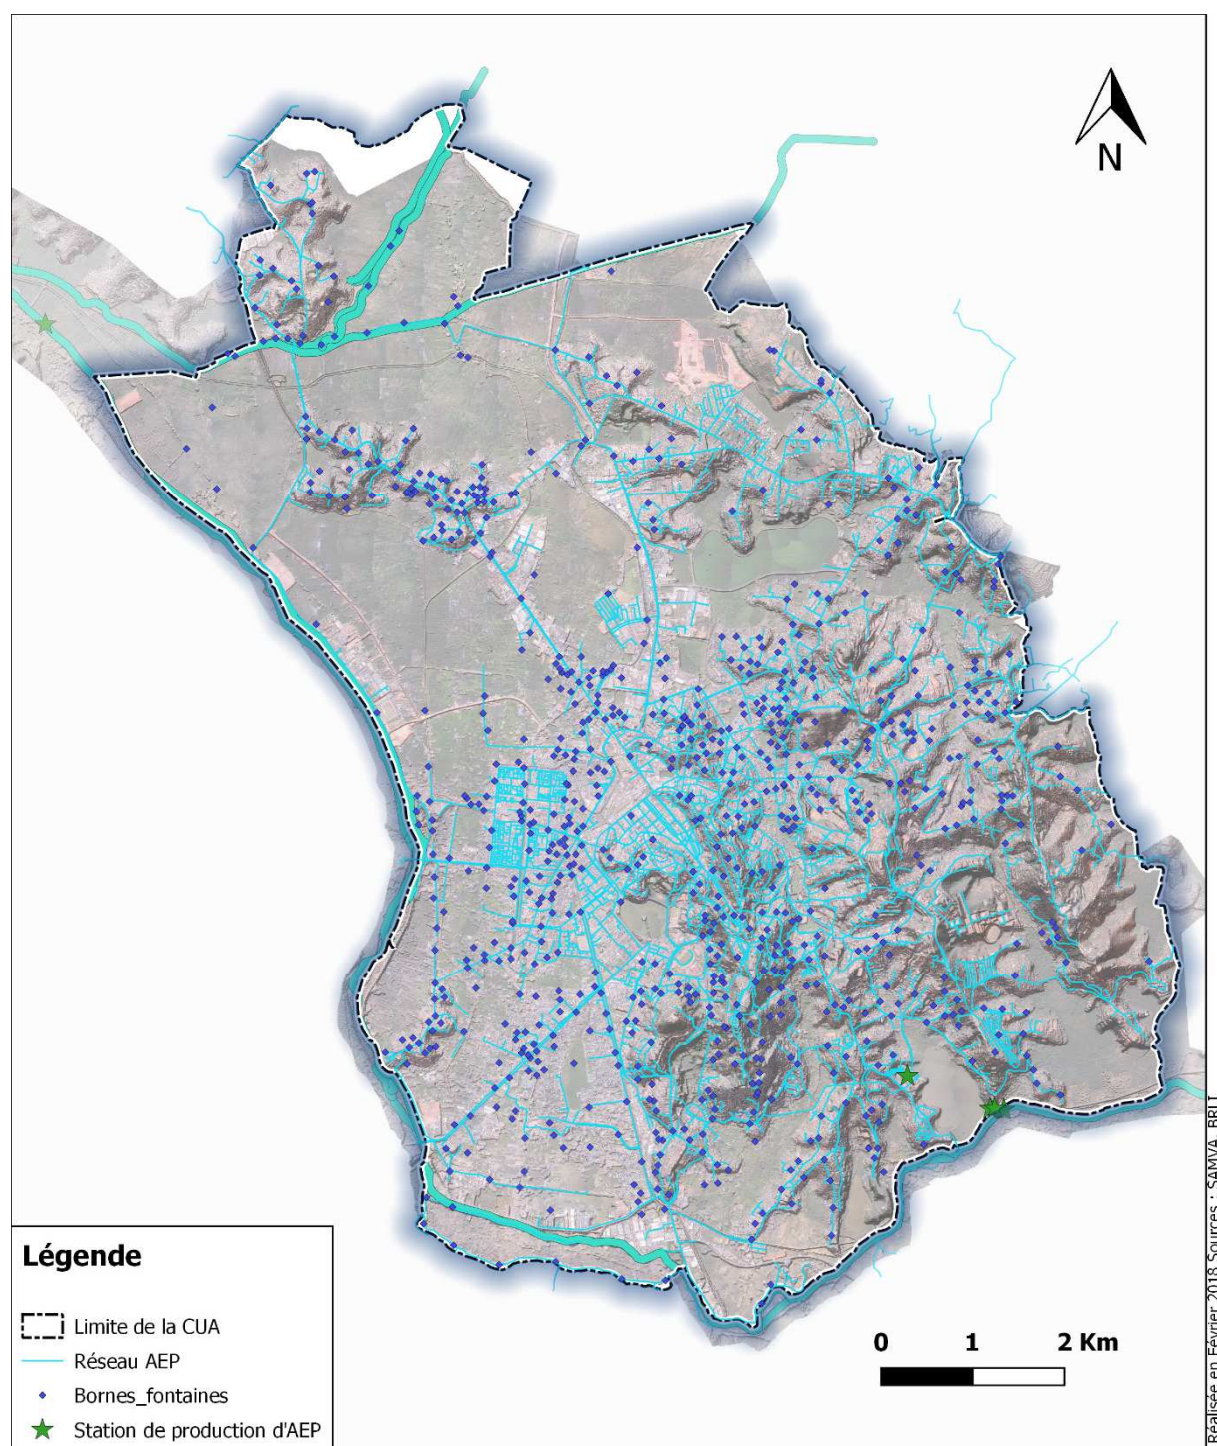 N
0 1 2 Km
Légende
Limite de la CUA
Réseau AEP
Bornes_fontaines
Station de production d'AEP
Réalisée en Février 2018 Sources : SAMVA, BRLI